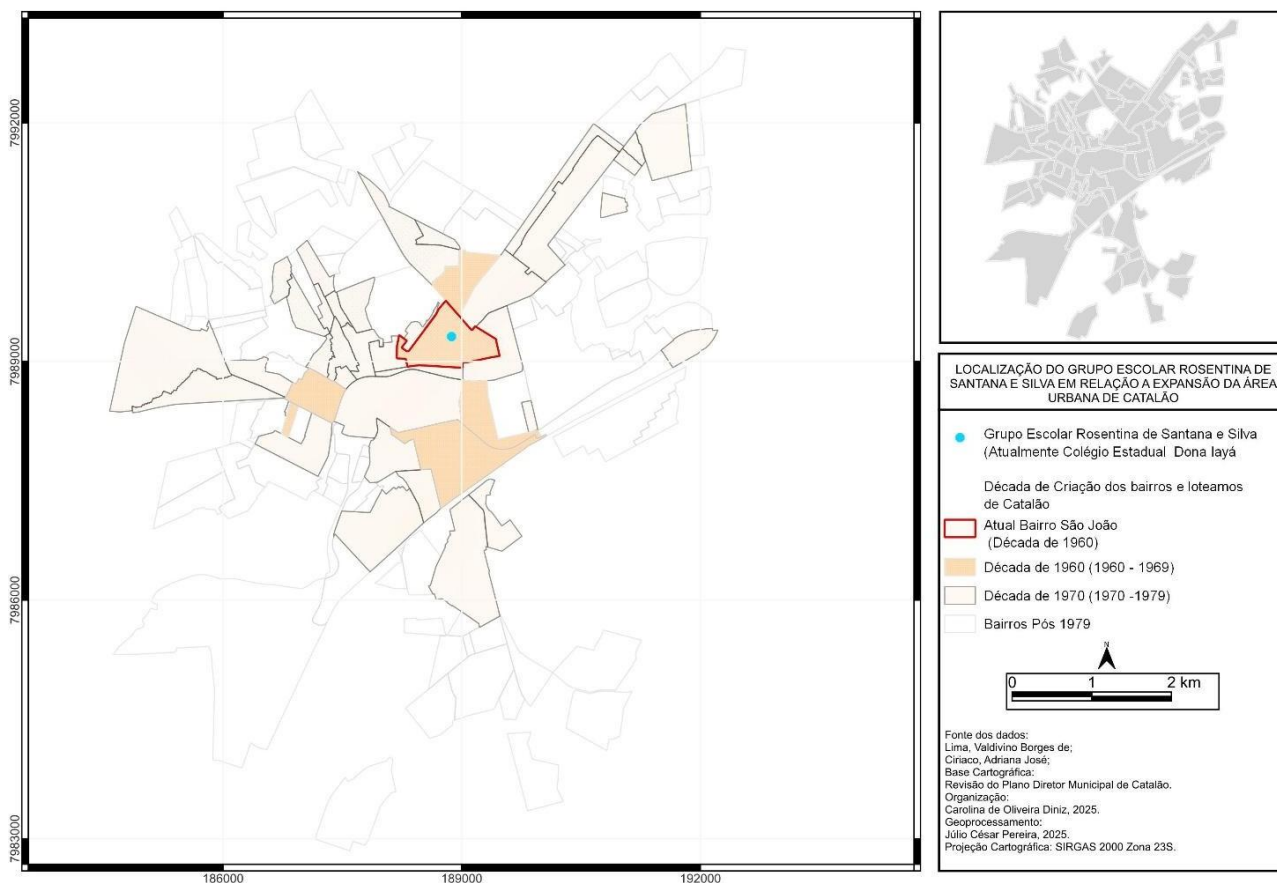 7992000
7989000
7986000
7983000
186000
189000
192000
LOCALIZAÇÃO DO GRUPO ESCOLAR ROSENTINA DE
SANTANA E SILVA EM RELAÇÃO A EXPANSÃO DA ÁREA
URBANA DE CATALÃO
Grupo Escolar Rosentina de Santana e Silva
(Atualmente Colégio Estadual Dona Iayá
Década de Criação dos bairros e loteamos
de Catalão
Atual Bairro São João
(Década de 1960)
Década de 1960 (1960 - 1969)
Década de 1970 (1970 -1979)
Bairros Pós 1979
N
0 1 2 km
Fonte dos dados:
Lima, Valdivino Borges de;
Ciriaco, Adriana José;
Base Cartográfica:
Revisão do Plano Diretor Municipal de Catalão.
Organização:
Carolina de Oliveira Diniz, 2025.
Geoprocessamento:
Júlio César Pereira, 2025.
Projeção Cartográfica: SIRGAS 2000 Zona 23S.